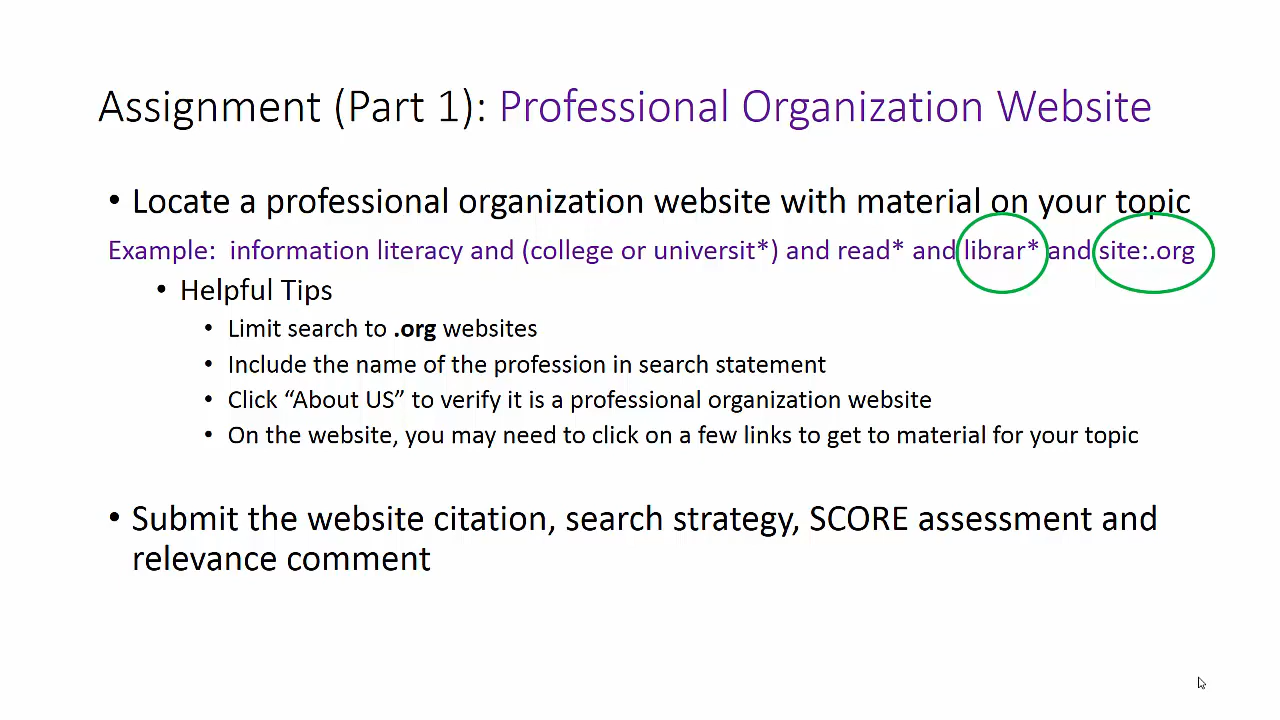 Assignment (Part 1): Professional Organization Website
• Locate a professional organization website with material on your topic
Example:  information literacy and (college or universit*) and read* and librar* and site:.org
• Helpful Tips
• Limit search to .org websites
• Include the name of the profession in search statement
• Click “About US” to verify it is a professional organization website
• On the website, you may need to click on a few links to get to material for your topic
• Submit the website citation, search strategy, SCORE assessment and
relevance comment